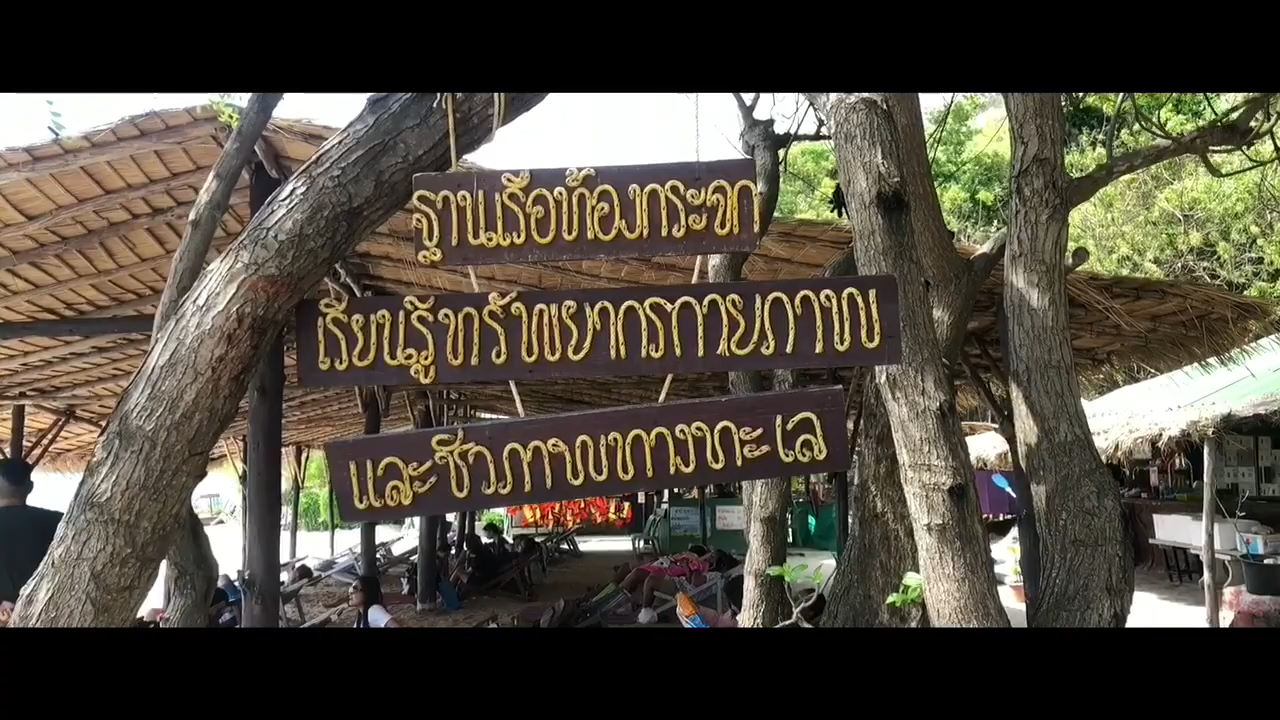 ฐานเรือท้องกระจก
เรียนรู้ทรัพยากรกายภาพ
และชีวภาพทางทะเล